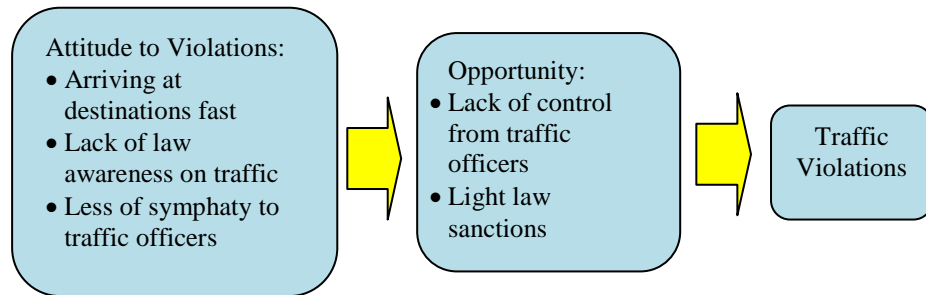 Attitude to Violations:
• Arriving at
destinations fast
• Lack of law
awareness on traffic
• Less of symphaty to
traffic officers
Opportunity:
• Lack of control
from traffic
officers
• Light law
sanctions
Traffic
Violations